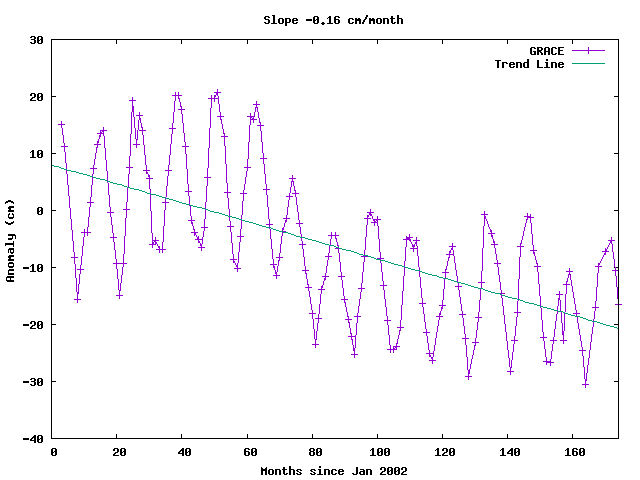 Slope -0.16 cm/month
30
20
10
0
-10
-20
-30
-40
Anomaly (cm)
GRACE
Trend Line
0 20 40 60 80 100 120 140 160
Months since Jan 2002